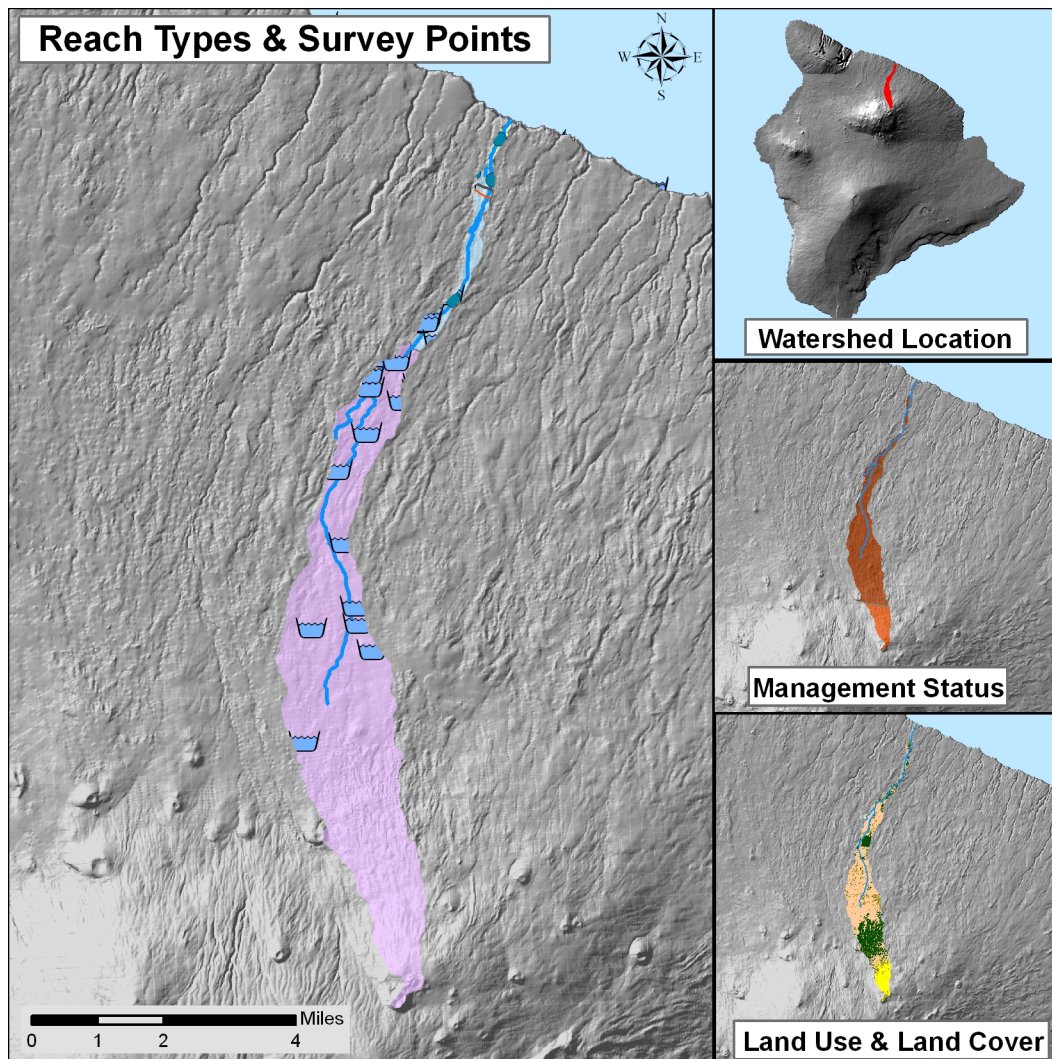 Reach Types & Survey Points
N
W
E
S
Watershed Location
Management Status
0
1
2
4
Miles
Land Use & Land Cover